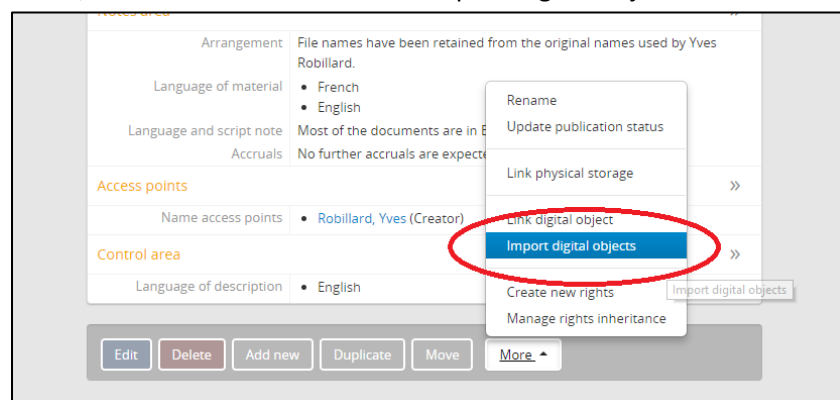 Notes area
Arrangement File names have been retained from the original names used by Yves
Robillard.
Language of material • French
• English
Language and script note Most of the documents are in
Accruals No further accruals are expecte
Access points »
Name access points • Robillard, Yves (Creator)
Control area »
Language of description • English
Rename
Update publication status
Link physical storage
Link digital object
Import digital objects
Create new rights
Import digital objects
Manage rights inheritance
Edit Delete Add new Duplicate Move More